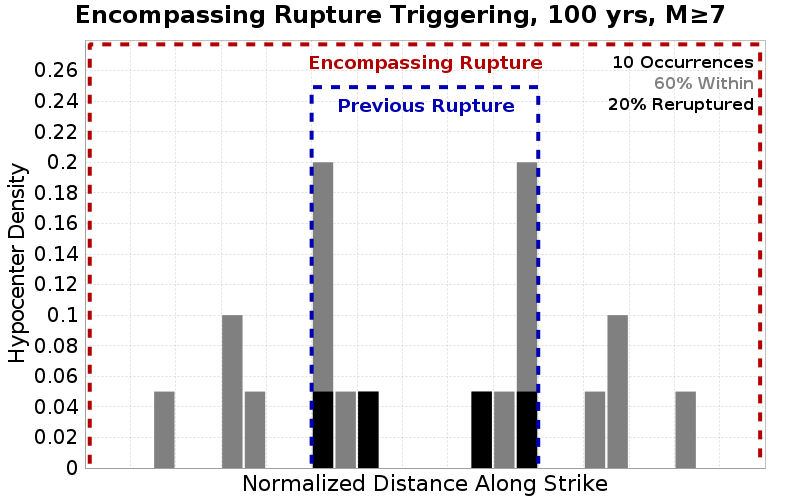 Encompassing Rupture Triggering, 100 yrs, M≥7
Encompassing Rupture
10 Occurrences
60% Within
20% Reruptured
Previous Rupture
Hypocenter Density
0.26
0.24
0.22
0.2
0.18
0.16
0.14
0.12
0.1
0.08
0.06
0.04
0.02
0
Normalized Distance Along Strike